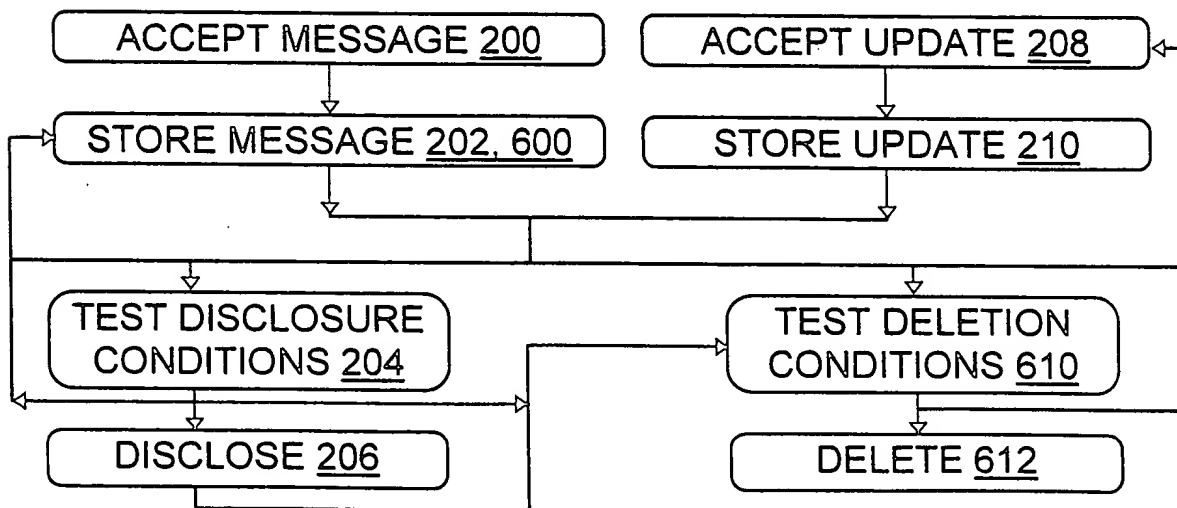 ACCEPT MESSAGE 200
ACCEPT UPDATE 208
STORE MESSAGE 202, 600
STORE UPDATE 210
TEST DISCLOSURE
CONDITIONS 204
TEST DELETION
CONDITIONS 610
DISCLOSE 206
DELETE 612